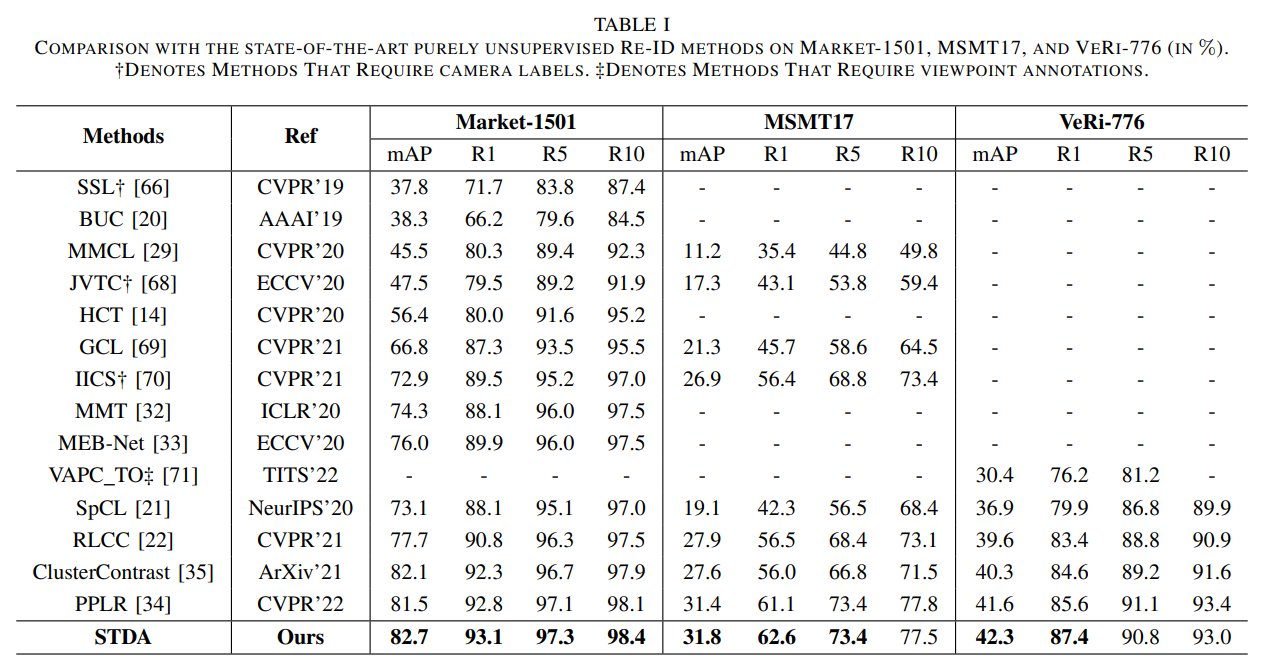 TABLE I
COMPARISON WITH THE STATE-OF-THE-ART PURELY UNSUPERVISED RE-ID METHODS ON MARKET-1501, MSMT17, AND VERI-776 (IN %).
†DENOTES METHODS THAT REQUIRE CAMERA LABELS. ‡DENOTES METHODS THAT REQUIRE VIEWPOINT ANNOTATIONS.
Methods Ref Market-1501 MSMT17 VeRi-776
mAP R1 R5 R10 mAP R1 R5 R10 mAP R1 R5 R10
SSL† [66] CVPR'19 37.8 71.7 83.8 87.4 - - - - - - - -
BUC [20] AAAI'19 38.3 66.2 79.6 84.5 - - - - - - - -
MMCL [29] CVPR'20 45.5 80.3 89.4 92.3 11.2 35.4 44.8 49.8 - - - -
JVTC† [68] ECCV'20 47.5 79.5 89.2 91.9 17.3 43.1 53.8 59.4 - - - -
HCT [14] CVPR'20 56.4 80.0 91.6 95.2 - - - - - - - -
GCL [69] CVPR'21 66.8 87.3 93.5 95.5 21.3 45.7 58.6 64.5 - - - -
IICS† [70] CVPR'21 72.9 89.5 95.2 97.0 26.9 56.4 68.8 73.4 - - - -
MMT [32] ICLR'20 74.3 88.1 96.0 97.5 - - - - - - - -
MEB-Net [33] ECCV'20 76.0 89.9 96.0 97.5 - - - - - - - -
VAPC_TO‡ [71] TITS'22 - - - - - - - - 30.4 76.2 81.2 -
SpCL [21] NeurIPS'20 73.1 88.1 95.1 97.0 19.1 42.3 56.5 68.4 36.9 79.9 86.8 89.9
RLCC [22] CVPR'21 77.7 90.8 96.3 97.5 27.9 56.5 68.4 73.1 39.6 83.4 88.8 90.9
ClusterContrast [35] ArXiv'21 82.1 92.3 96.7 97.9 27.6 56.0 66.8 71.5 40.3 84.6 89.2 91.6
PPLR [34] CVPR'22 81.5 92.8 97.1 98.1 31.4 61.1 73.4 77.8 41.6 85.6 91.1 93.4
STDA Ours 82.7 93.1 97.3 98.4 31.8 62.6 73.4 77.5 42.3 87.4 90.8 93.0